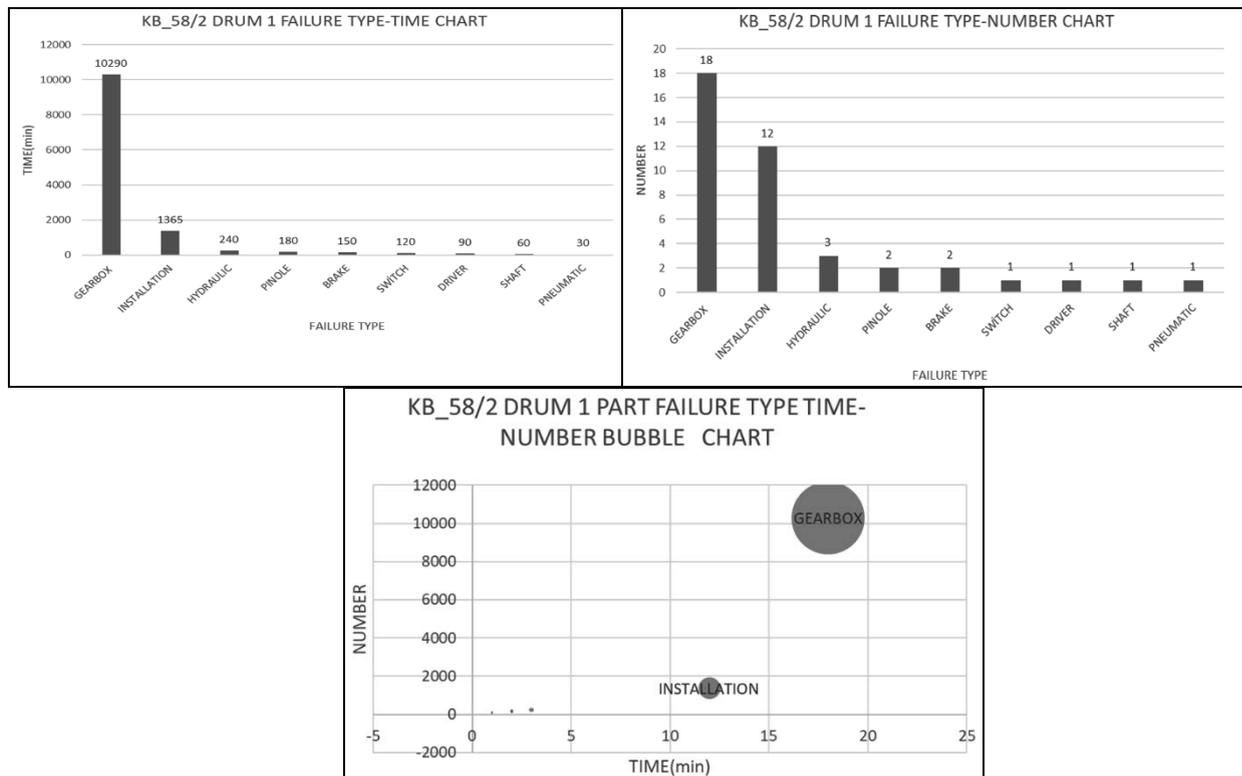 KB_58/2 DRUM 1 FAILURE TYPE-TIME CHART
TIME(min)
12000
10000
8000
6000
4000
2000
0
10290
1365
240
180
150
120
90
60
30
GEARBOX
INSTALLATION
HYDRAULIC
PINOLE
BRAKE
SWİTCH
DRIVER
SHAFT
PNEUMATIC
FAILURE TYPE
KB_58/2 DRUM 1 FAILURE TYPE-NUMBER CHART
NUMBER
20
18
16
14
12
10
8
6
4
2
0
18
12
3
2
2
1
1
1
1
GEARBOX
INSTALLATION
HYDRAULIC
PINOLE
BRAKE
SWİTCH
DRIVER
SHAFT
PNEUMATIC
FAILURE TYPE
KB_58/2 DRUM 1 PART FAILURE TYPE TIME-
NUMBER BUBBLE CHART
NUMBER
12000
10000
8000
6000
4000
2000
0
-2000
GEARBOX
INSTALLATION
-5
0
5
10
15
20
25
TIME(min)